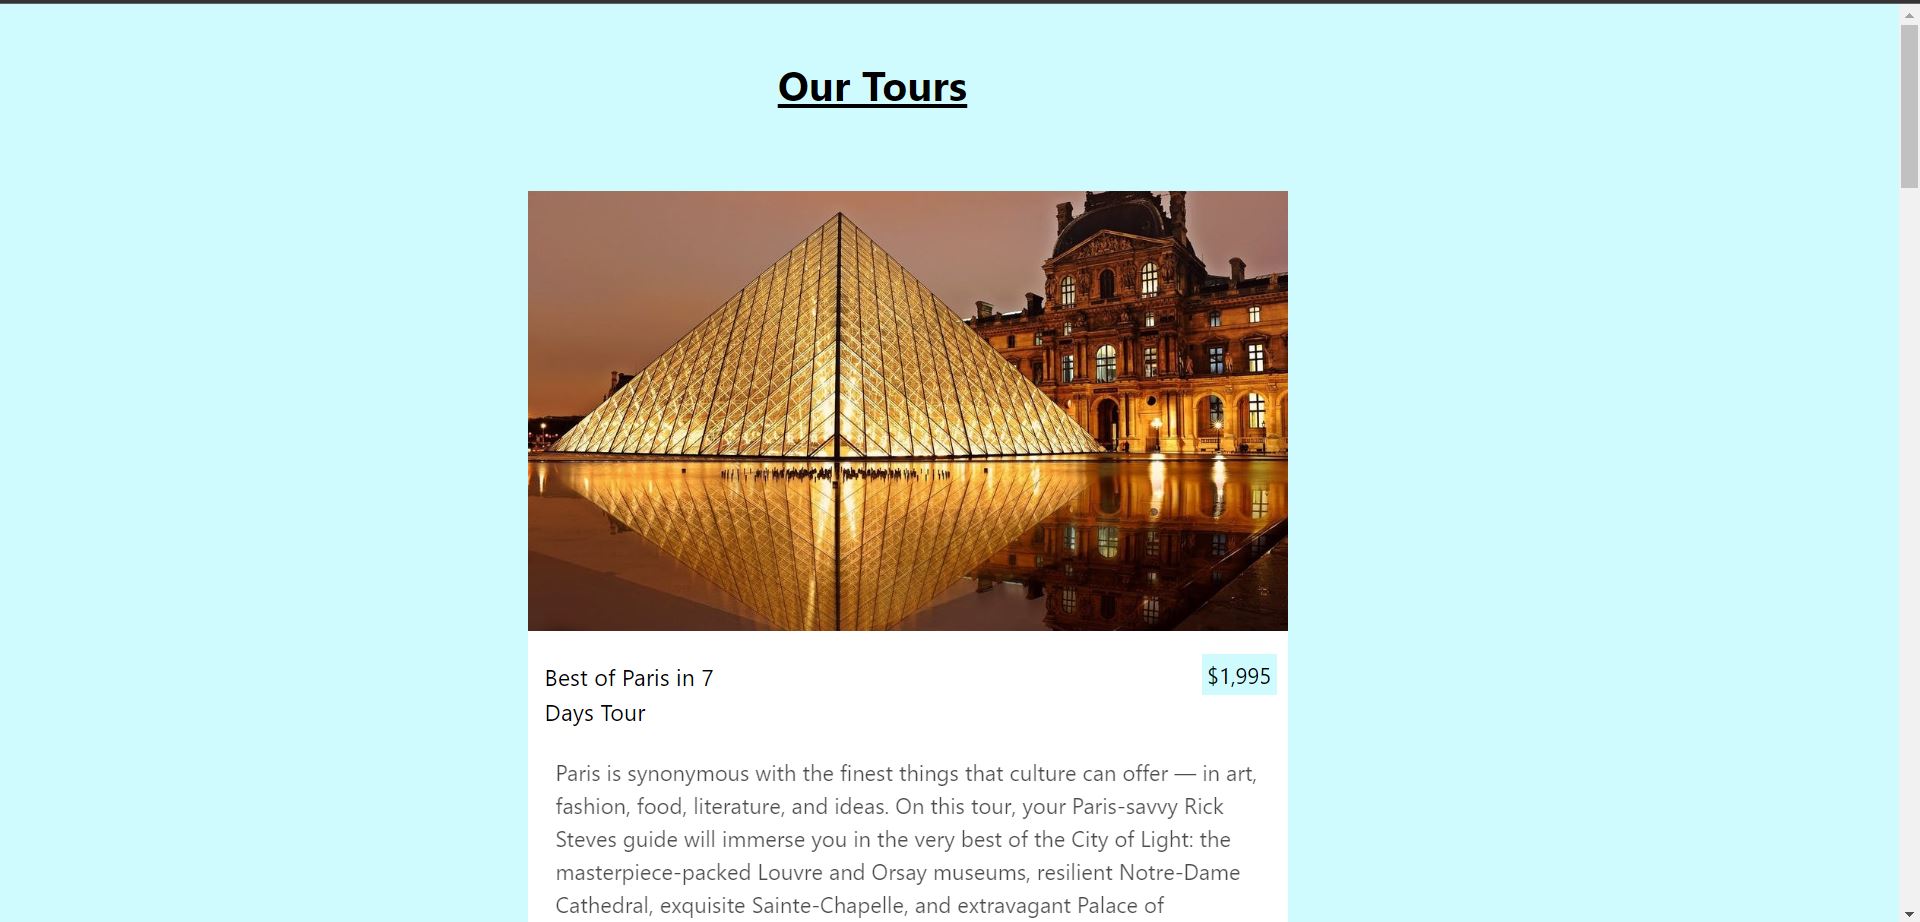 Our Tours
Best of Paris in 7
Days Tour
$1,995
Paris is synonymous with the finest things that culture can offer — in art,
fashion, food, literature, and ideas. On this tour, your Paris-savvy Rick
Steves guide will immerse you in the very best of the City of Light: the
masterpiece-packed Louvre and Orsay museums, resilient Notre-Dame
Cathedral, exquisite Sainte-Chapelle, and extravagant Palace of